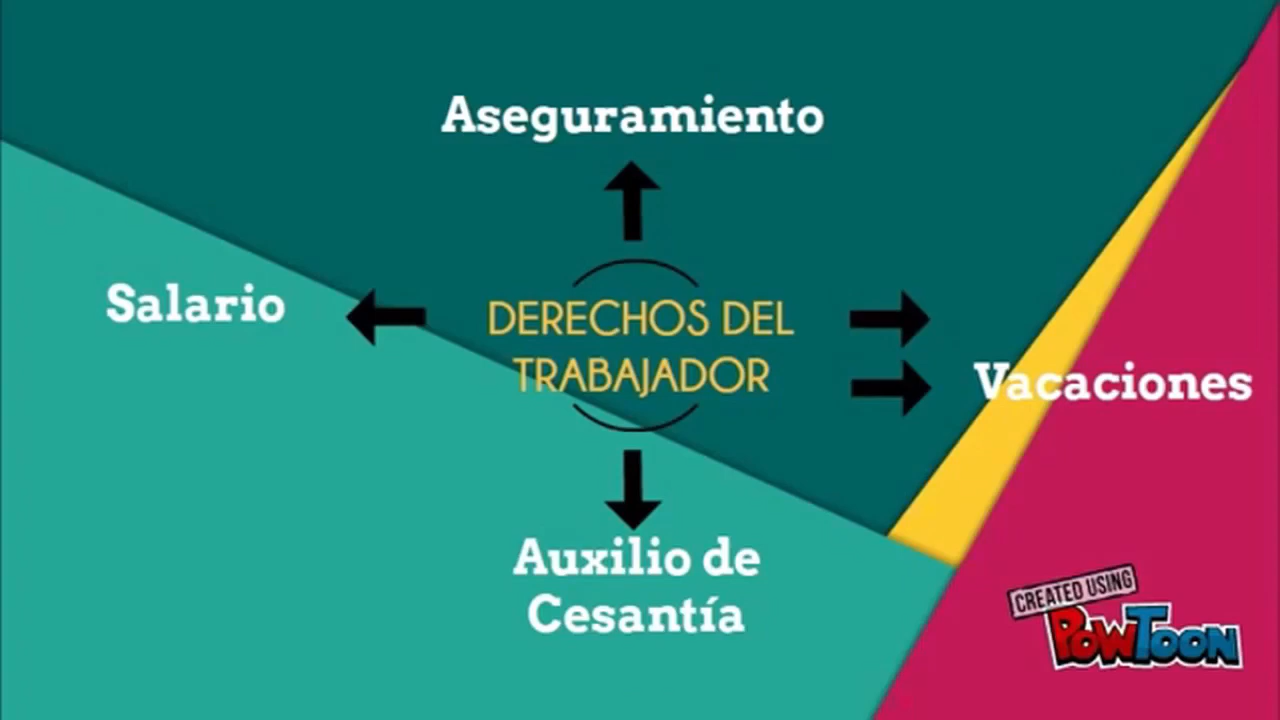 Aseguramiento
Salario
DERECHOS DEL
TRABAJADOR
Vacaciones
Auxilio de
Cesantía
CREATED USING
POWTOON